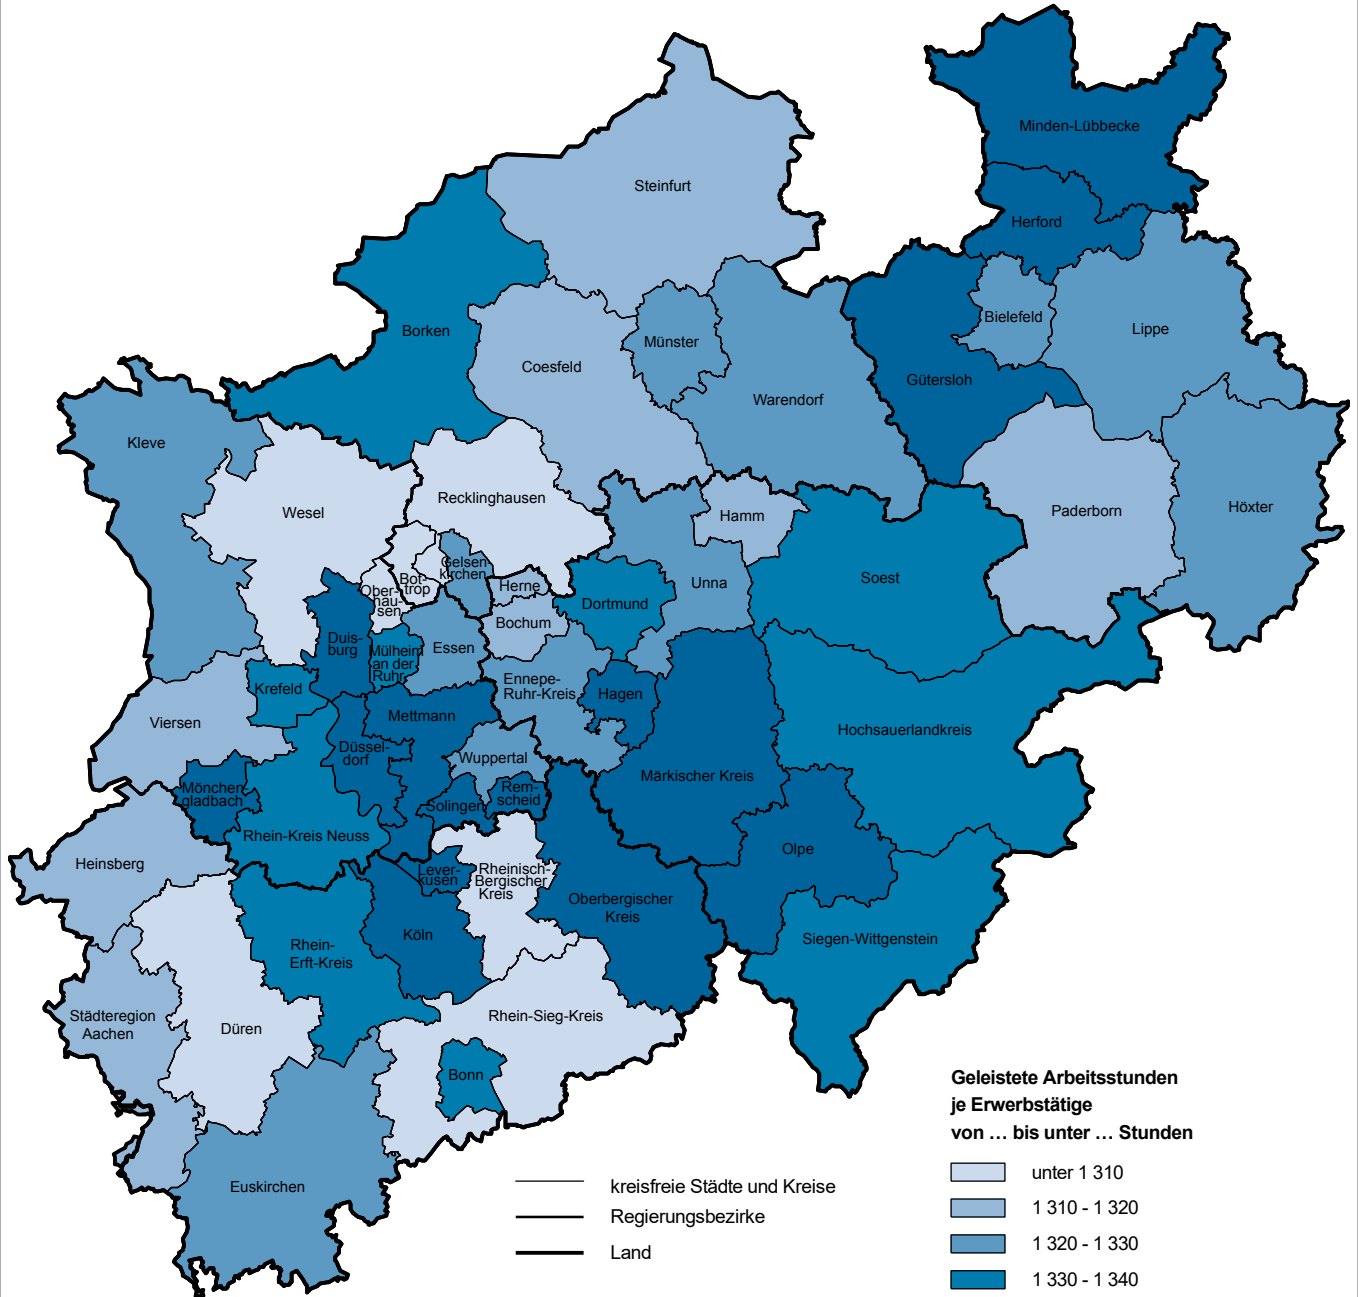 Minden-Lübbecke
Steinfurt
Herford
Bielefeld
Lippe
Borken
Münster
Coesfeld
Gütersloh
Warendorf
Kleve
Recklinghausen
Wesel
Hamm
Paderborn
Höxter
Gelsen-
kirchen
Bot-
trop
Ober-
hau-
sen
Herne
Soest
Unna
Dortmund
Bochum
Duis-
burg
Mülheim
an der
Ruhr
Essen
Ennepe-
Ruhr-Kreis
Hagen
Krefeld
Viersen
Mettmann
Hochsauerlandkreis
Düssel-
dorf
Wuppertal
Märkischer Kreis
Mönchen
gladbach
Solingen
Rem-
scheid
Rhein-Kreis Neuss
Olpe
Heinsberg
Lever-
kusen
Rheinisch-
Bergischer
Kreis
Oberbergischer
Kreis
Köln
Siegen-Wittgenstein
Rhein-
Erft-Kreis
Städteregion
Aachen
Düren
Rhein-Sieg-Kreis
Bonn
Euskirchen
kreisfreie Städte und Kreise
Regierungsbezirke
Land
Geleistete Arbeitsstunden
je Erwerbstätige
von … bis unter … Stunden
unter 1 310
1 310 - 1 320
1 320 - 1 330
1 330 - 1 340